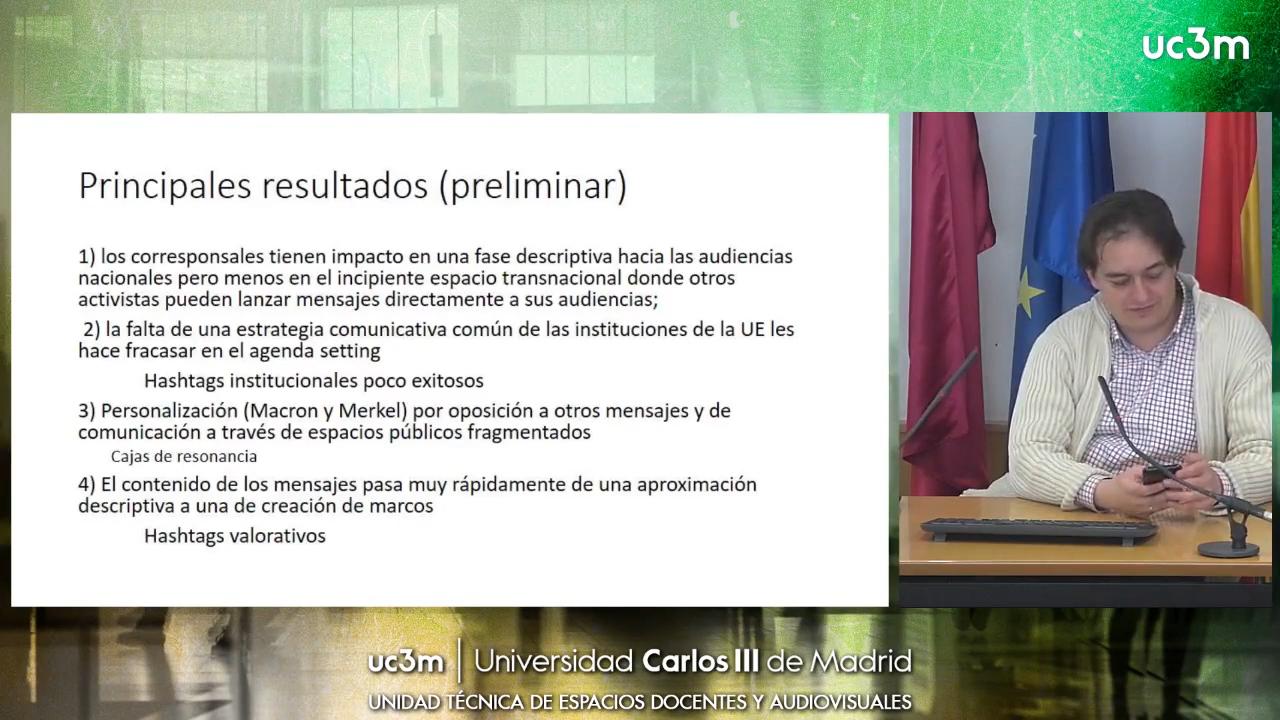 uc3m
Principales resultados (preliminar)
1) los corresponsales tienen impacto en una fase descriptiva hacia las audiencias
nacionales pero menos en el incipiente espacio transnacional donde otros
activistas pueden lanzar mensajes directamente a sus audiencias;
2) la falta de una estrategia comunicativa común de las instituciones de la UE les
hace fracasar en el agenda setting
Hashtags institucionales poco exitosos
3) Personalización (Macron y Merkel) por oposición a otros mensajes y de
comunicación a través de espacios públicos fragmentados
Cajas de resonancia
4) El contenido de los mensajes pasa muy rápidamente de una aproximación
descriptiva a una de creación de marcos
Hashtags valorativos
uc3m | Universidad Carlos III de Madrid
UNIDAD TÉCNICA DE ESPACIOS DOCENTES Y AUDIOVISUALES